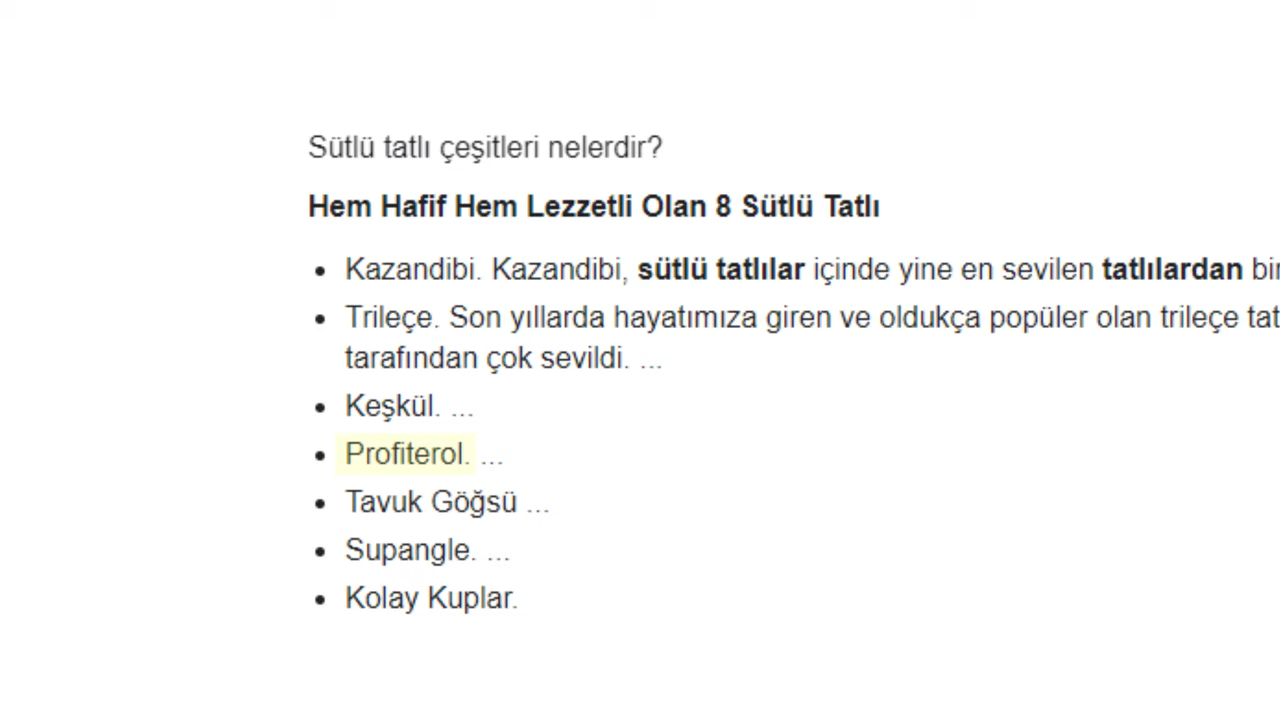 Sütlü tatlı çeşitleri nelerdir?
Hem Hafif Hem Lezzetli Olan 8 Sütlü Tatlı
Kazandibi. Kazandibi, sütlü tatlılar içinde yine en sevilen tatlılardan
Trileçe. Son yıllarda hayatımıza giren ve oldukça popüler olan trileçe
tarafından çok sevildi. ...
Keşkül. ...
Profiterol. ...
Tavuk Göğsü ...
Supangle. ...
Kolay Kuplar.